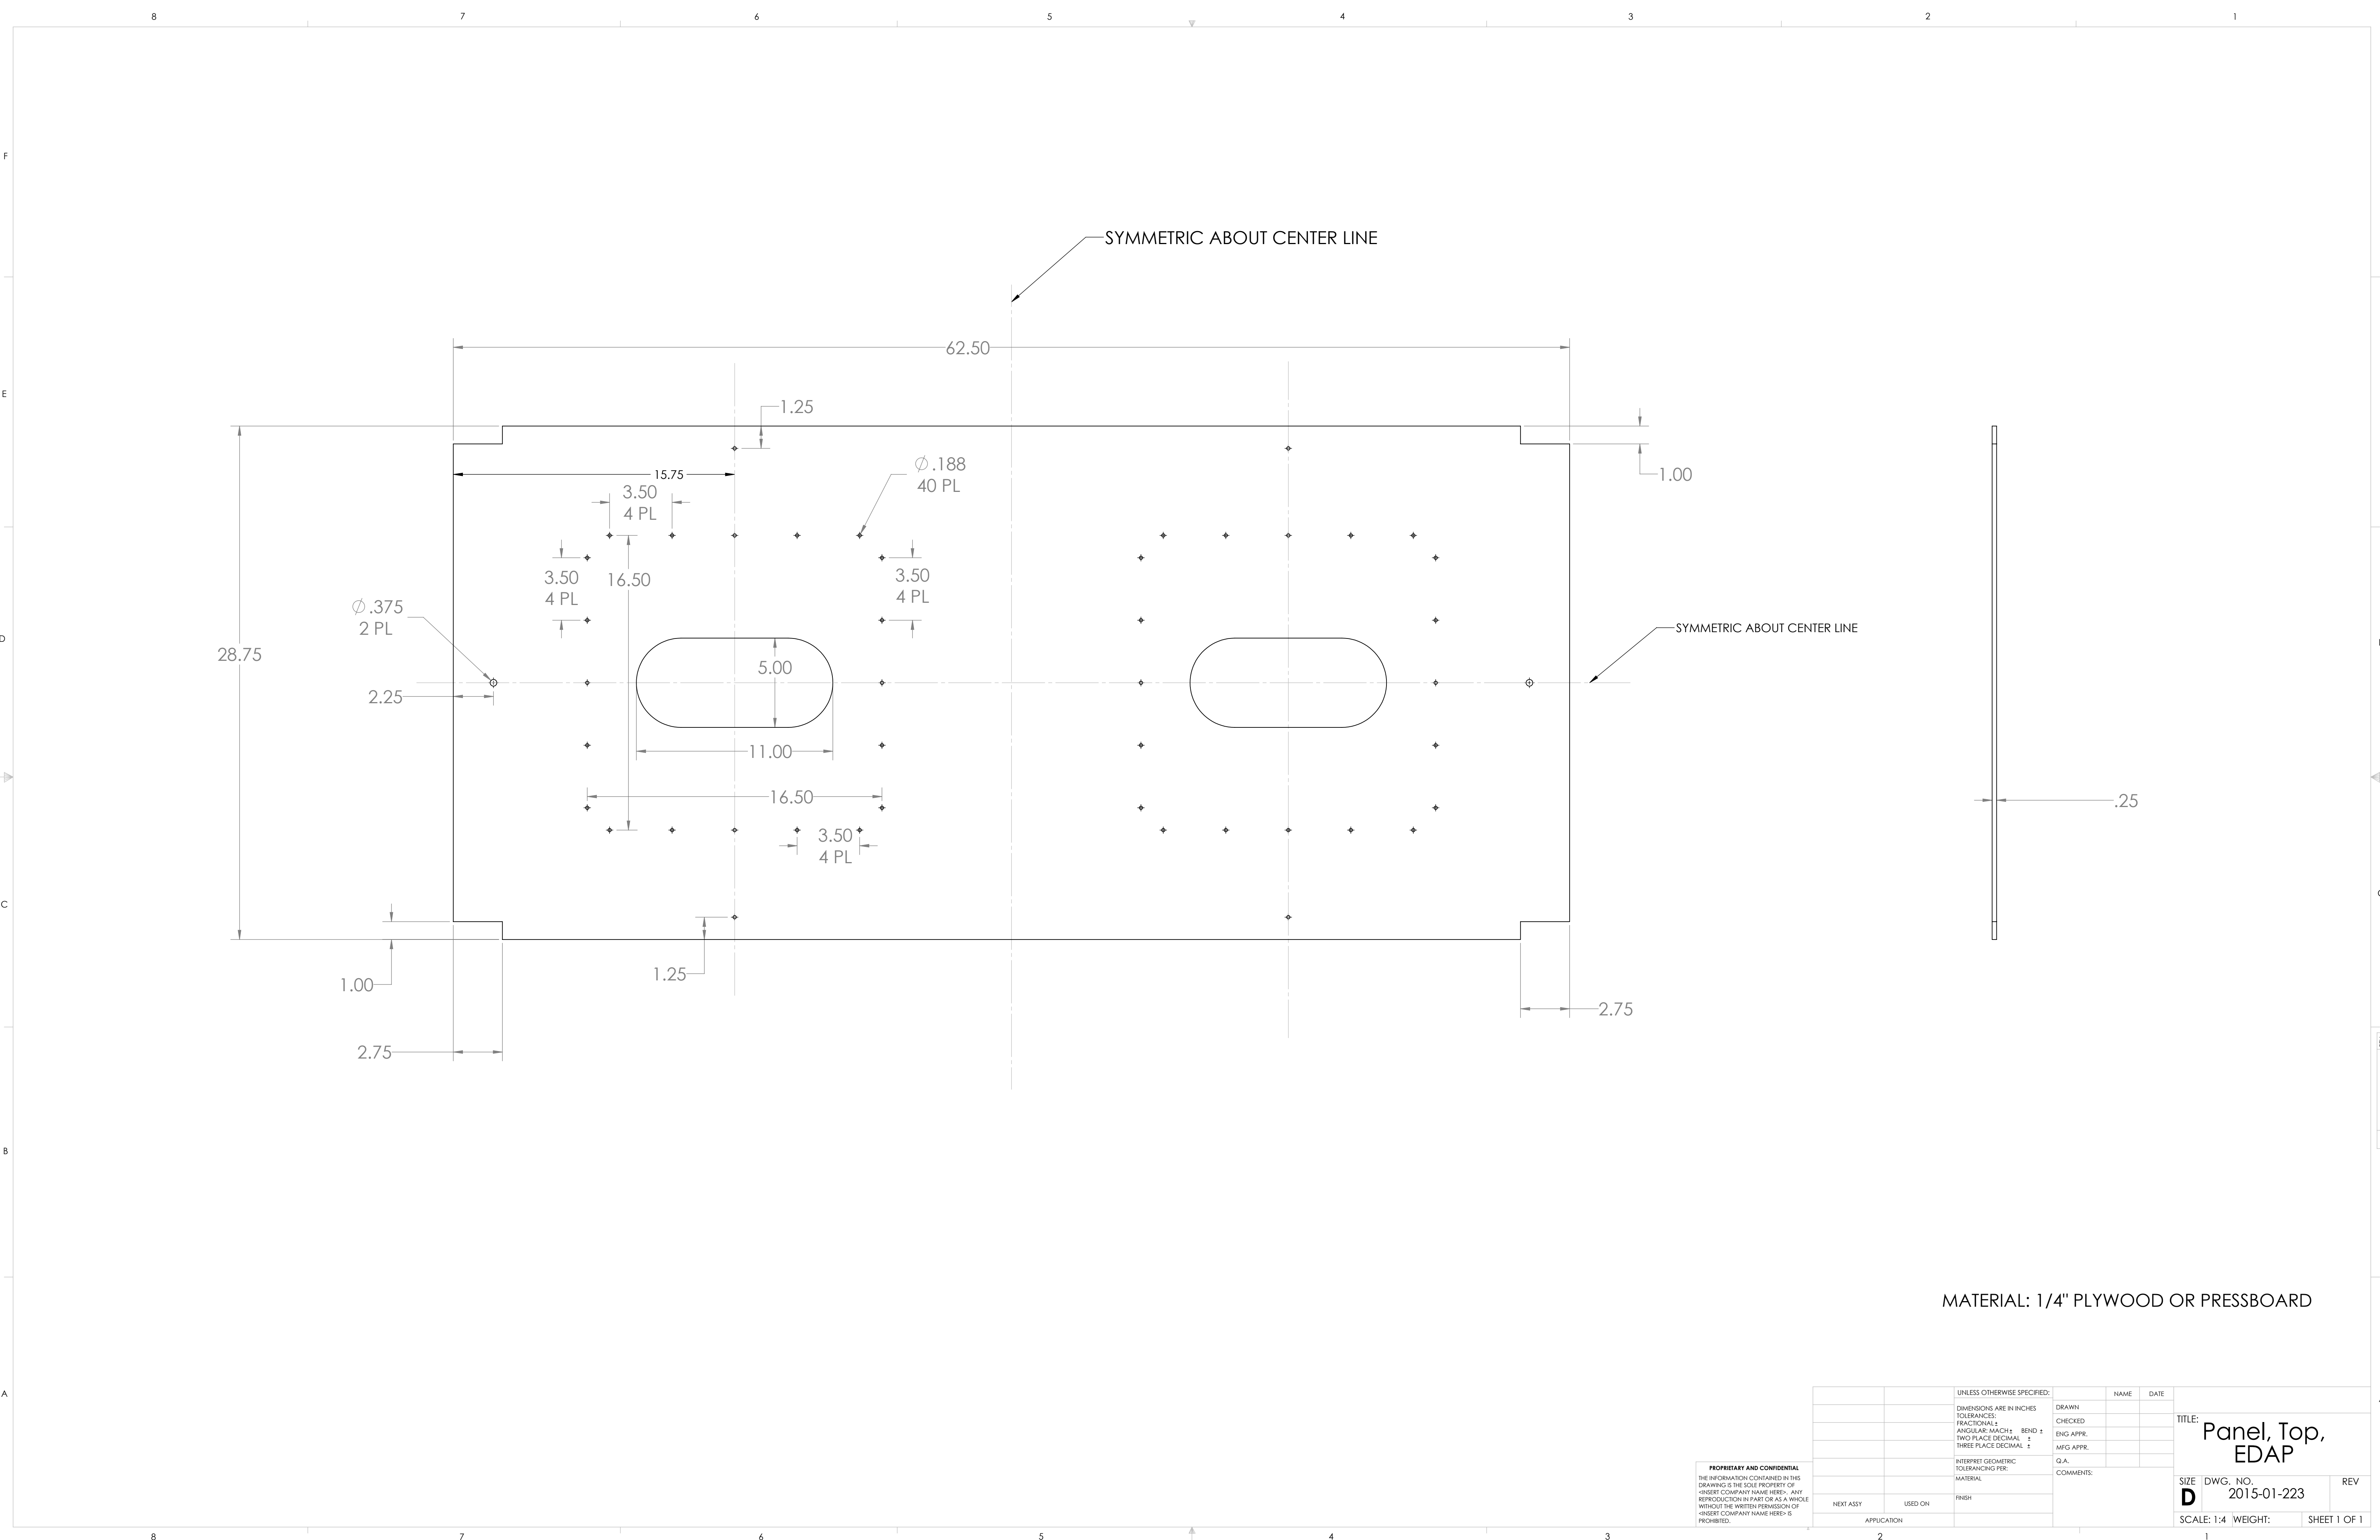 8 7 6 5 4 3 2 1
F
SYMMETRIC ABOUT CENTER LINE
62.50
E
1.25
15.75
Ø.188
40 PL
1.00
3.50
4 PL
3.50
4 PL
16.50
3.50
4 PL
Ø.375
2 PL
SYMMETRIC ABOUT CENTER LINE
D
28.75
5.00
2.25
11.00
16.50
.25
3.50
4 PL
C
1.25
1.00
2.75
2.75
B
MATERIAL: 1/4" PLYWOOD OR PRESSBOARD
A
UNLESS OTHERWISE SPECIFIED:
DIMENSIONS ARE IN INCHES
TOLERANCES:
FRACTIONAL ±
ANGULAR: MACH ± BEND ±
TWO PLACE DECIMAL ±
THREE PLACE DECIMAL ±
INTERPRET GEOMETRIC
TOLERANCING PER:
MATERIAL
FINISH
NAME DATE
DRAWN
CHECKED
ENG APPR.
MFG APPR.
Q.A.
COMMENTS:
TITLE:
Panel, Top,
EDAP
SIZE DWG. NO. REV
D 2015-01-223
SCALE: 1:4 WEIGHT: SHEET 1 OF 1
PROPRIETARY AND CONFIDENTIAL
THE INFORMATION CONTAINED IN THIS
DRAWING IS THE SOLE PROPERTY OF
<INSERT COMPANY NAME HERE>. ANY
REPRODUCTION IN PART OR AS A WHOLE
WITHOUT THE WRITTEN PERMISSION OF
<INSERT COMPANY NAME HERE> IS
PROHIBITED.
NEXT ASSY USED ON
APPLICATION
8 7 6 5 4 3 2 1